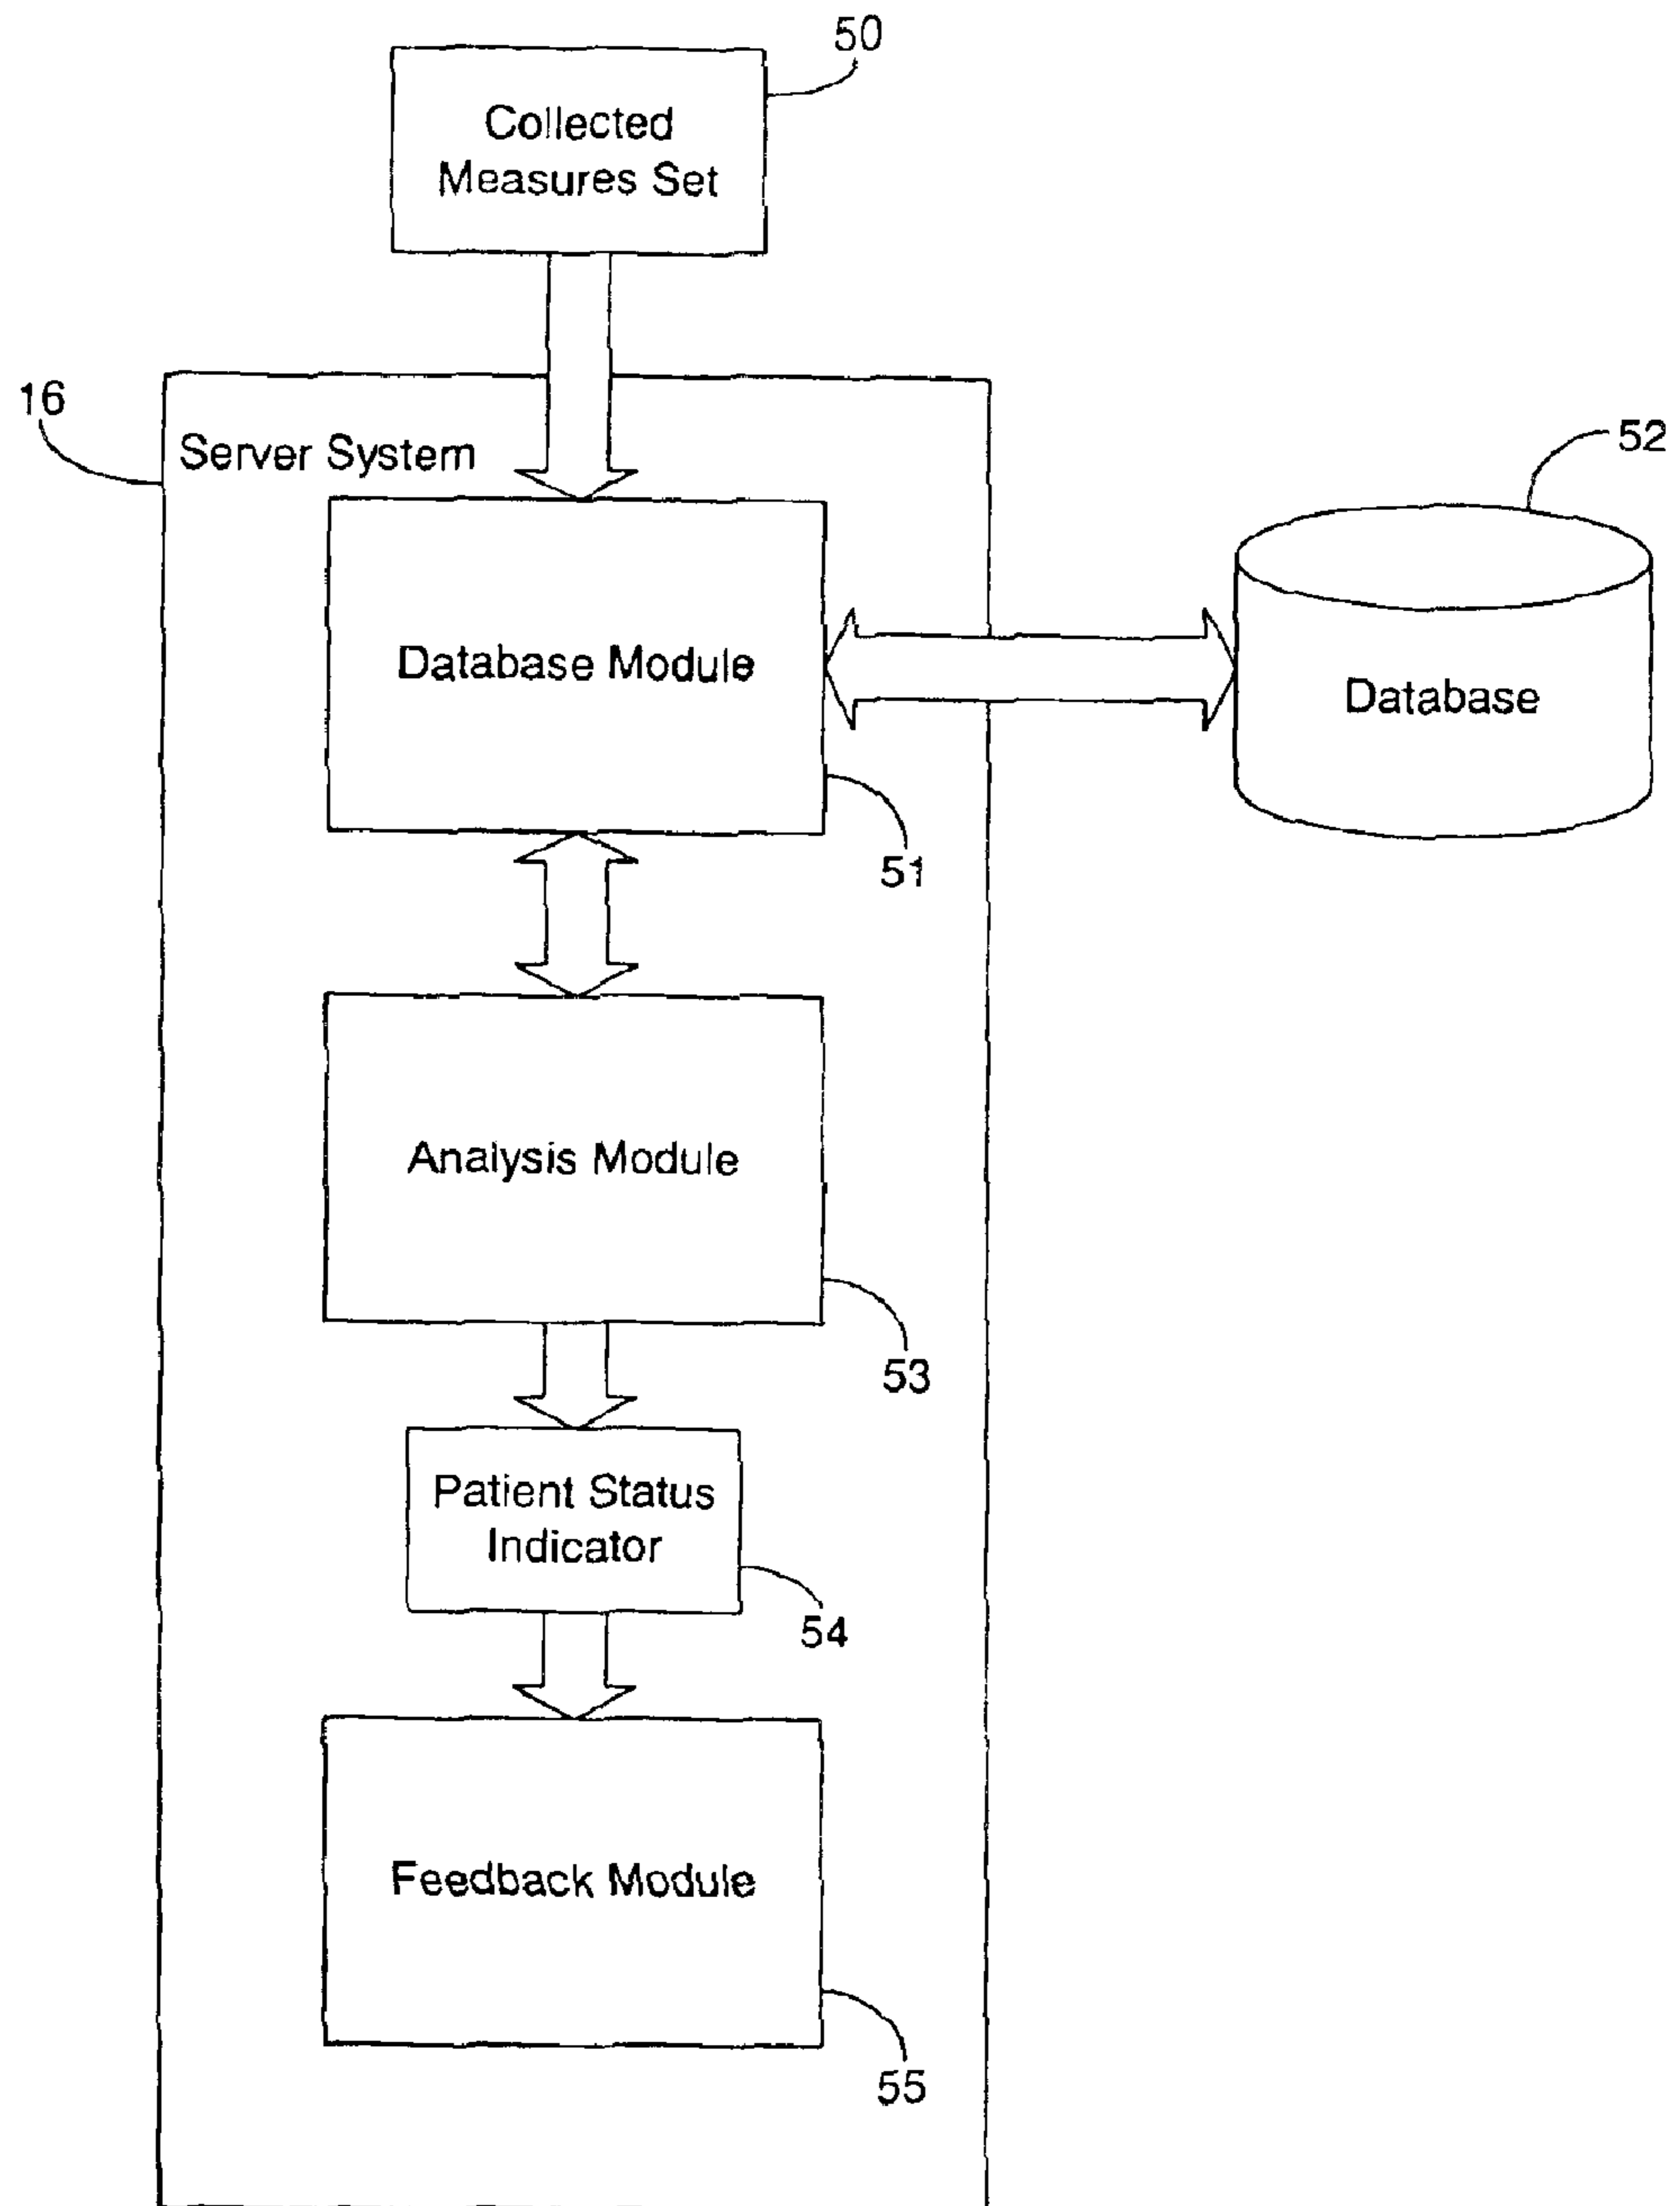 50
Collected
Measures Set
16
Server System
52
Database Module
Database
51
Analysis Module
53
Patient Status
Indicator
54
Feedback Module
55